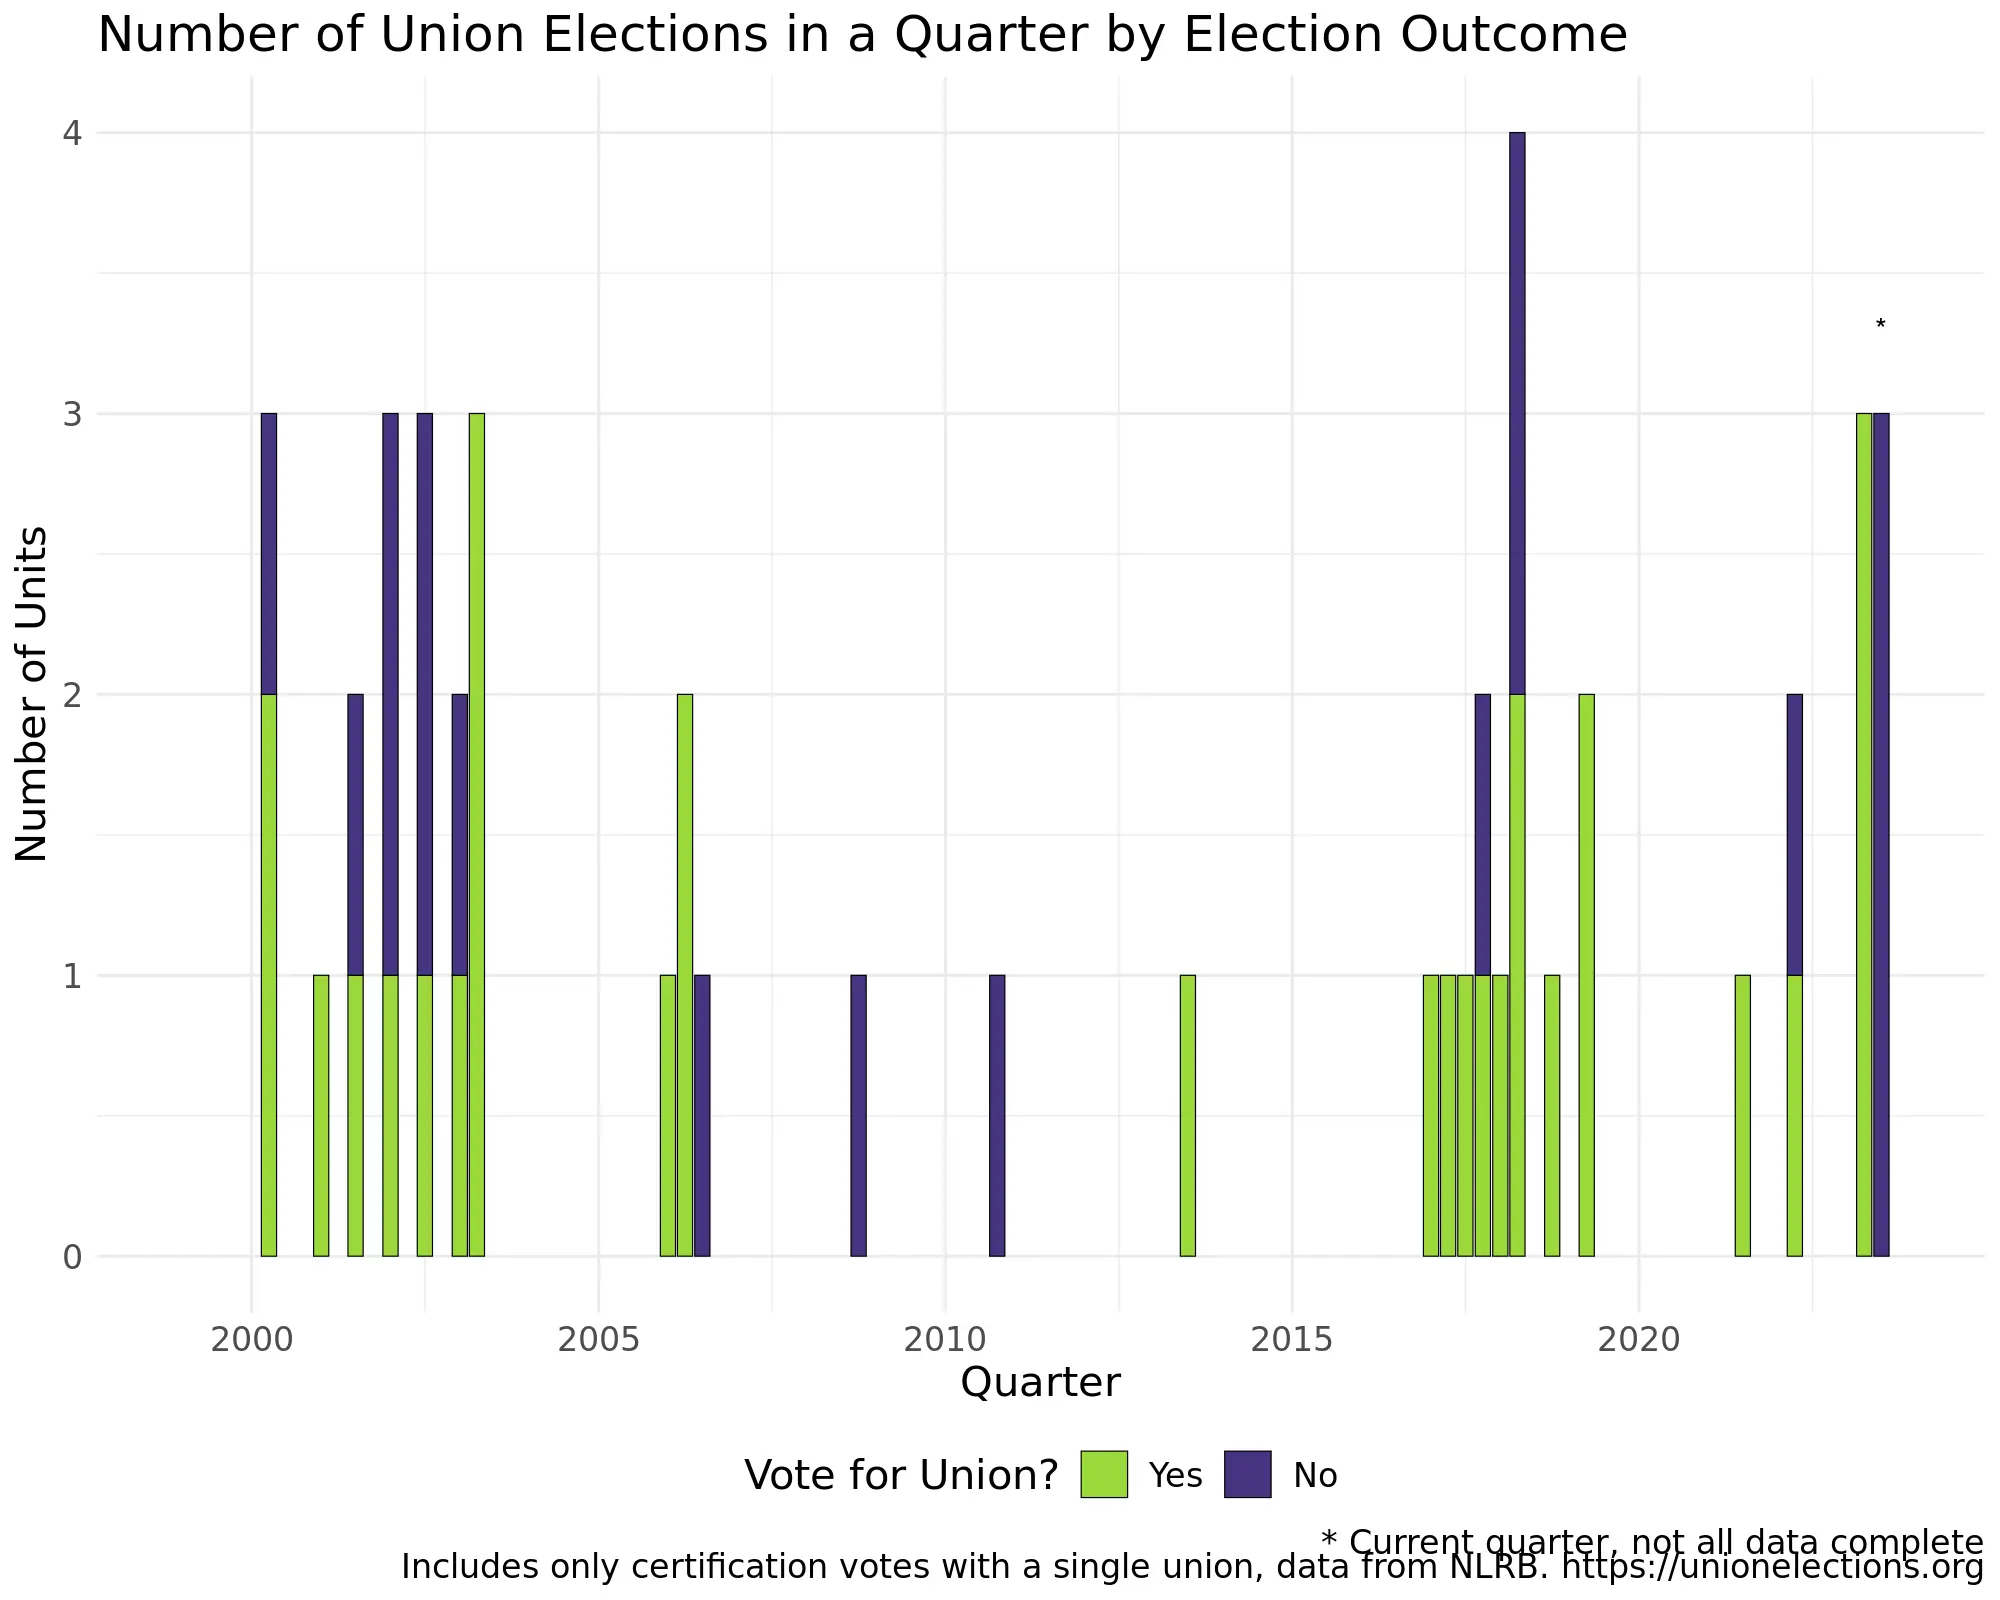 Number of Union Elections in a Quarter by Election Outcome
4
*
3
2
1
0
Number of Units
2000 2005 2010 2015 2020
Quarter
Vote for Union? Yes No
* Current quarter, not all data complete
Includes only certification votes with a single union, data from NLRB. https://unionelections.org